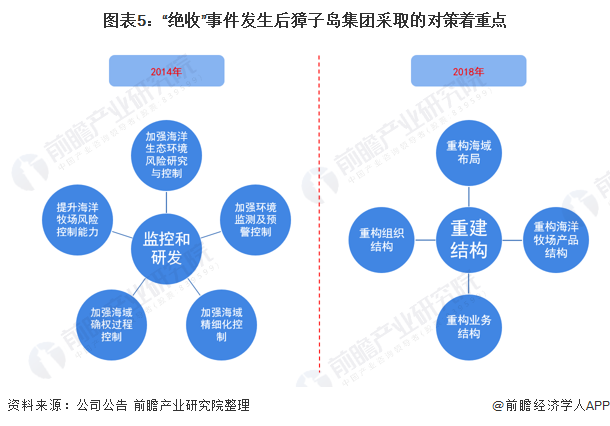 图表5：“绝收”事件发生后獐子岛集团采取的对策着重点
2014年
加强海洋
生态环境
风险研究
与控制
提升海洋
牧场风险
控制能力
加强环境
监测及预
警控制
监控和
研发
加强海域
确权过程
控制
加强海域
精细化控
制
2018年
重构海域
布局
重构组织
结构
重建
结构
重构海洋
牧场产品
结构
重构业务
结构
前瞻产业研究院
资料来源：公司公告 前瞻产业研究院整理
@前瞻经济学人APP